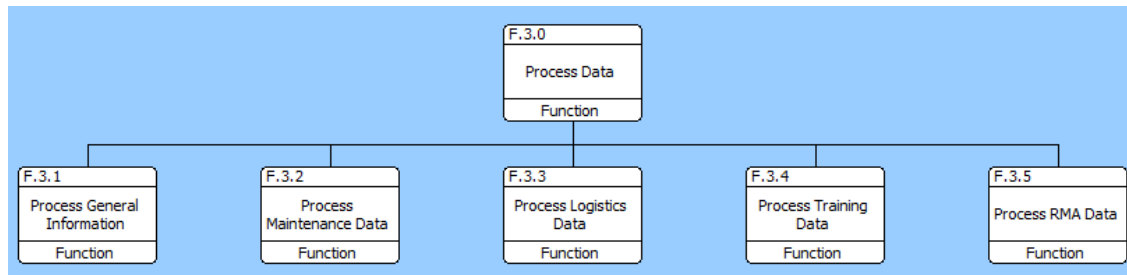 F.3.0
Process Data
Function
F.3.1
Process General
Information
Function
F.3.2
Process
Maintenance Data
Function
F.3.3
Process Logistics
Data
Function
F.3.4
Process Training
Data
Function
F.3.5
Process RMA Data
Function